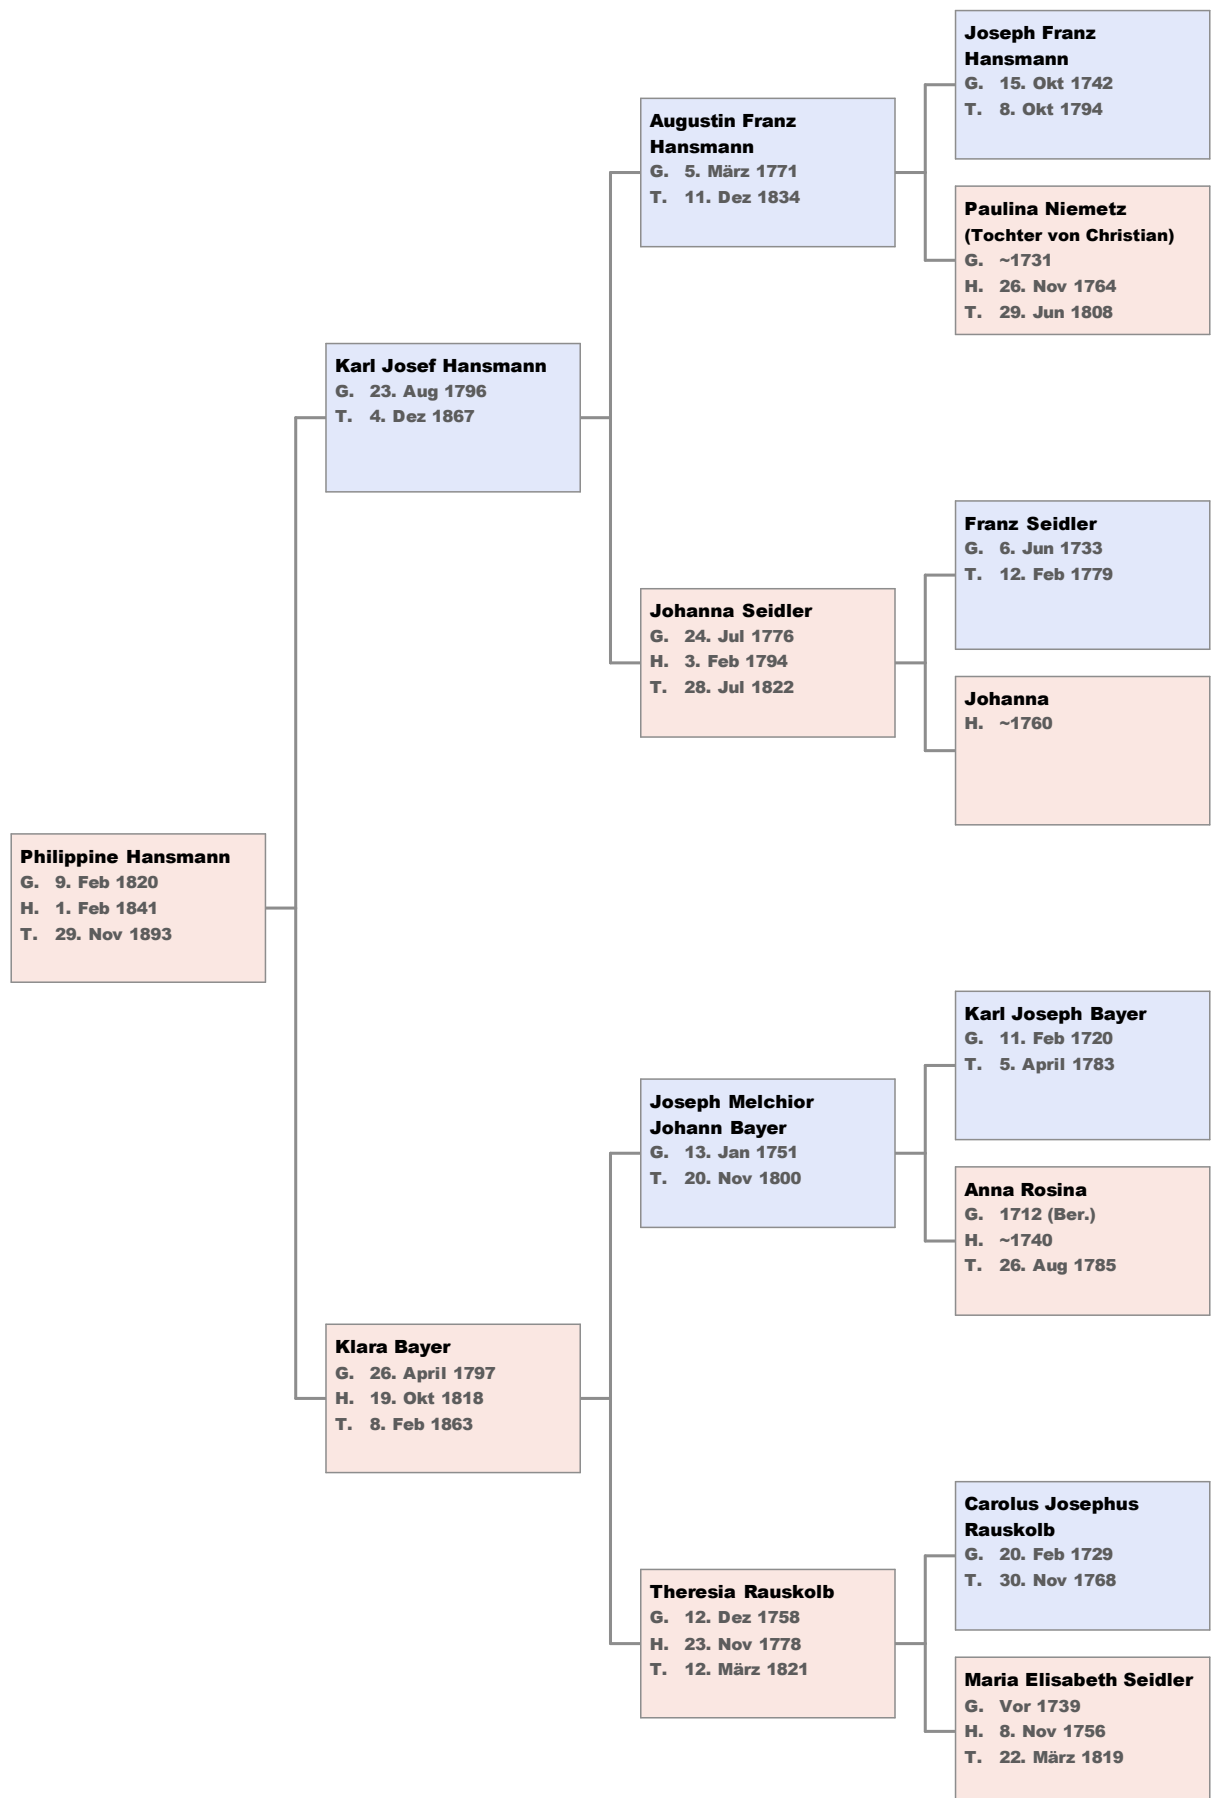 Joseph Franz
Hansmann
G. 15. Okt 1742
T. 8. Okt 1794
Augustin Franz
Hansmann
G. 5. März 1771
T. 11. Dez 1834
Paulina Niemetz
(Tochter von Christian)
G. ~1731
H. 26. Nov 1764
T. 29. Jun 1808
Karl Josef Hansmann
G. 23. Aug 1796
T. 4. Dez 1867
Franz Seidler
G. 6. Jun 1733
T. 12. Feb 1779
Johanna Seidler
G. 24. Jul 1776
H. 3. Feb 1794
T. 28. Jul 1822
Johanna
H. ~1760
Philippine Hansmann
G. 9. Feb 1820
H. 1. Feb 1841
T. 29. Nov 1893
Karl Joseph Bayer
G. 11. Feb 1720
T. 5. April 1783
Joseph Melchior
Johann Bayer
G. 13. Jan 1751
T. 20. Nov 1800
Anna Rosina
G. 1712 (Ber.)
H. ~1740
T. 26. Aug 1785
Klara Bayer
G. 26. April 1797
H. 19. Okt 1818
T. 8. Feb 1863
Carolus Josephus
Rauskolb
G. 20. Feb 1729
T. 30. Nov 1768
Theresia Rauskolb
G. 12. Dez 1758
H. 23. Nov 1778
T. 12. März 1821
Maria Elisabeth Seidler
G. Vor 1739
H. 8. Nov 1756
T. 22. März 1819